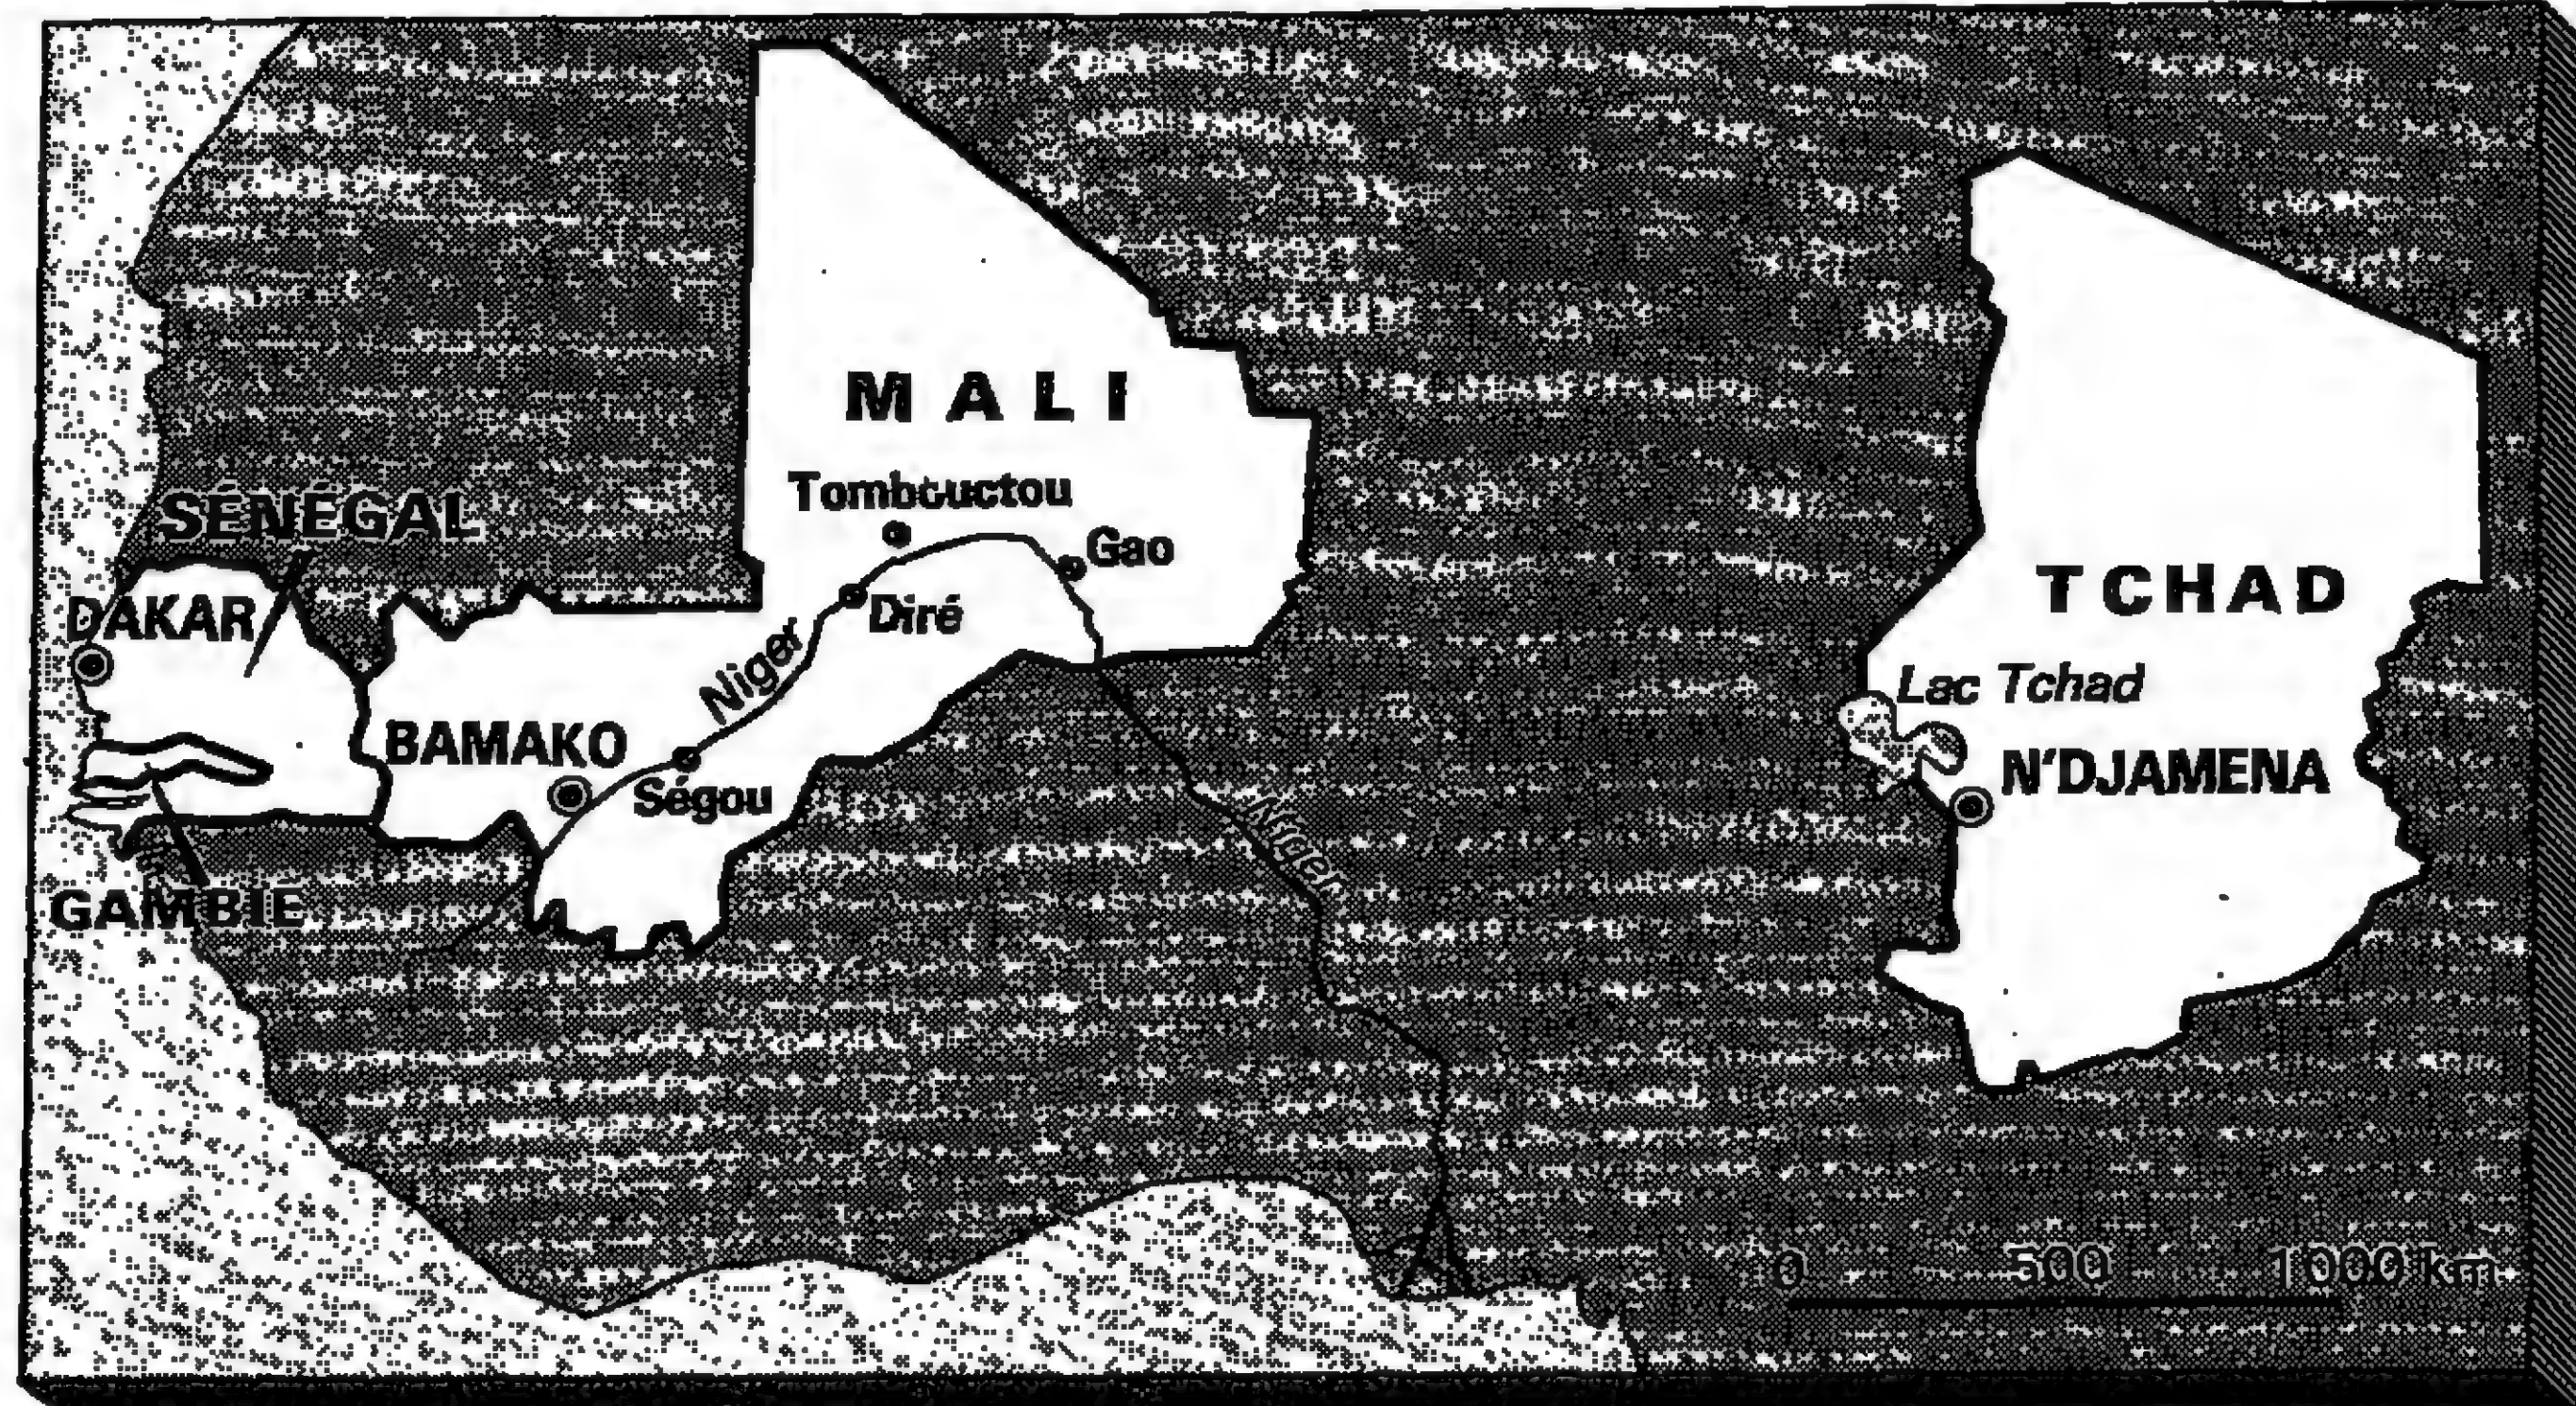 MALI
Tombouctou
Gao
SÉNÉGAL
DAKAR
Diré
Niger
TCHAD
Lac Tchad
BAMAKO
Ségou
N'DJAMENA
Niger
GAMBIE
0 500 1000 km